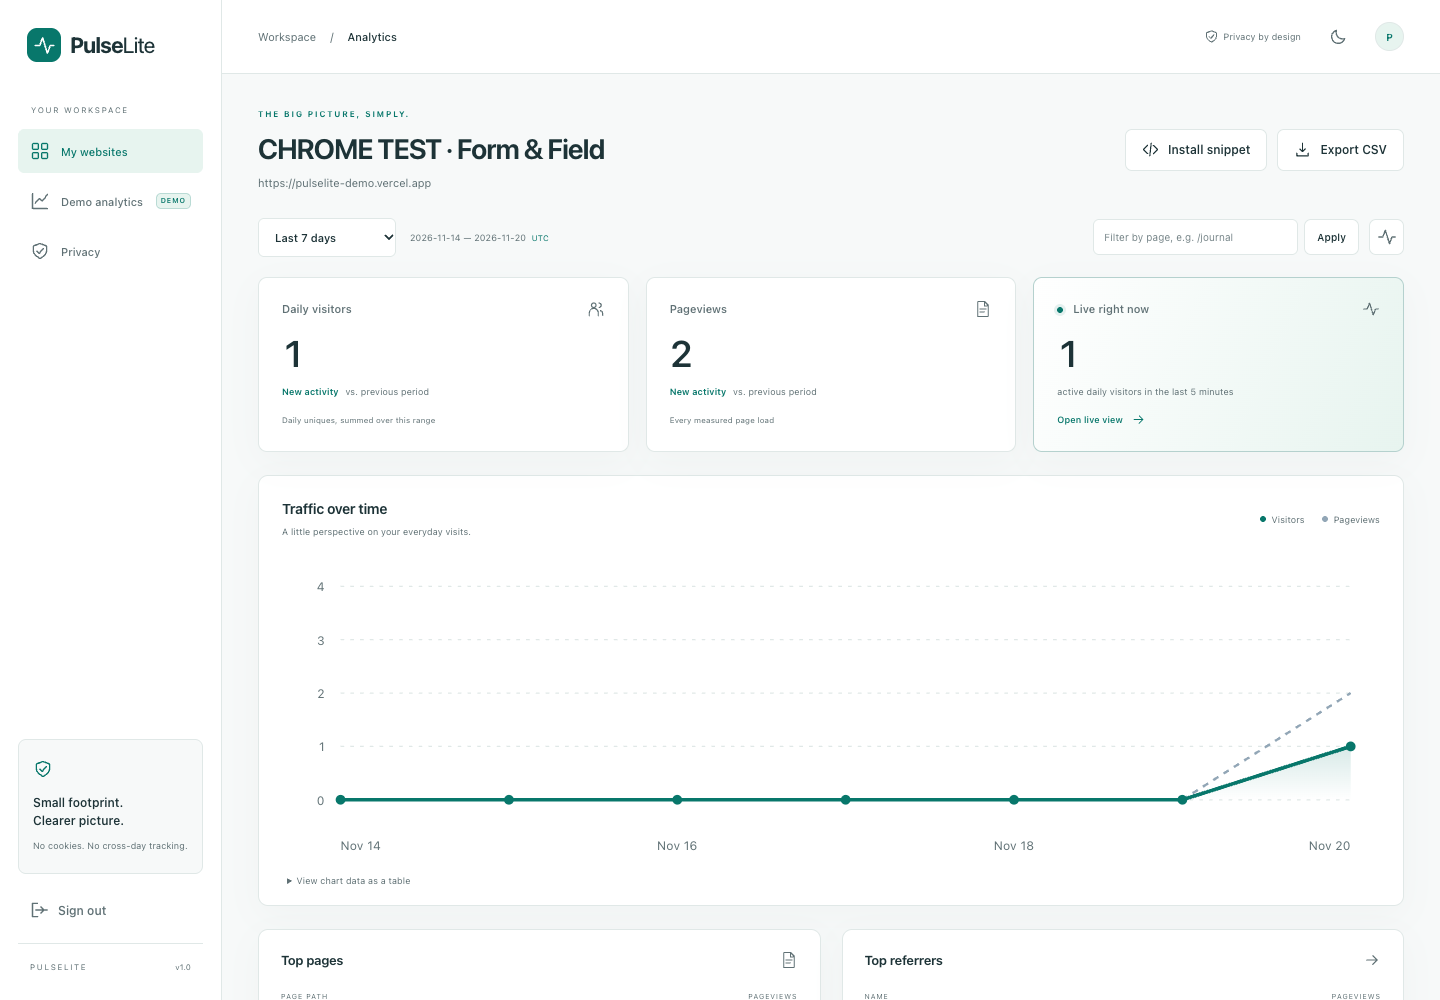 PulseLite
Workspace / Analytics
Privacy by design
P
YOUR WORKSPACE
My websites
Demo analytics DEMO
Privacy
THE BIG PICTURE, SIMPLY.
CHROME TEST · Form & Field
https://pulselite-demo.vercel.app
Install snippet
Export CSV
Last 7 days
2026-11-14 — 2026-11-20 UTC
Filter by page, e.g. /journal
Apply
Daily visitors
1
New activity vs. previous period
Daily uniques, summed over this range
Pageviews
2
New activity vs. previous period
Every measured page load
Live right now
1
active daily visitors in the last 5 minutes
Open live view
Traffic over time
A little perspective on your everyday visits.
Visitors
Pageviews
4
3
2
1
0
Nov 14
Nov 16
Nov 18
Nov 20
View chart data as a table
Small footprint.
Clearer picture.
No cookies. No cross-day tracking.
Sign out
PULSELITE
v1.0
Top pages
PAGE PATH
PAGEVIEWS
Top referrers
NAME
PAGEVIEWS